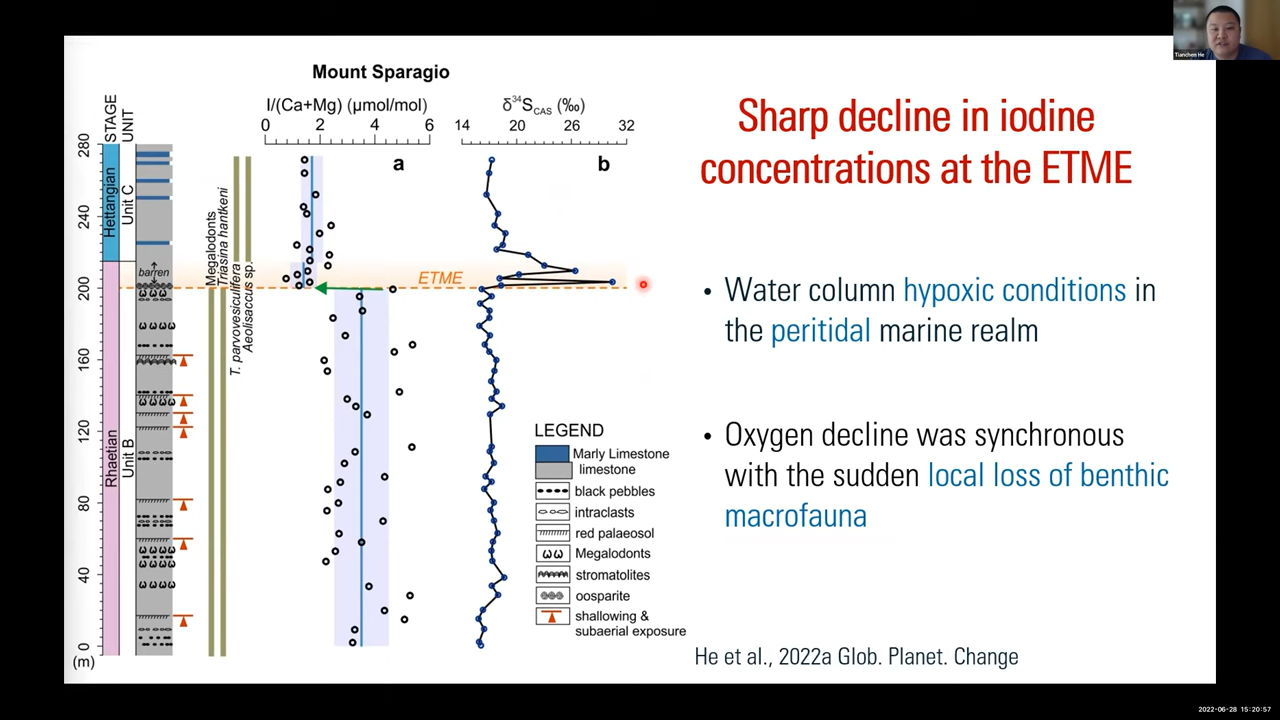 Tianchen He
Mount Sparagio
I/(Ca+Mg) (μmol/mol)
δ34SCAS (‰)
0 2 4 6
14 20 26 32
STAGE
UNIT
a
b
280
240
200
160
120
80
40
0
(m)
Hettangian
Rhaetian
Unit C
Unit B
barren
Megalodonts
Triasina hantkeni
T. parvovesiculifera
Aeolisaccus sp.
ETME
LEGEND
Marly Limestone
limestone
black pebbles
intraclasts
red palaeosol
Megalodonts
stromatolites
oosparite
shallowing &
subaerial exposure
Sharp decline in iodine
concentrations at the ETME
• Water column hypoxic conditions in
the peritidal marine realm
• Oxygen decline was synchronous
with the sudden local loss of benthic
macrofauna
He et al., 2022a Glob. Planet. Change
2022-06-28 15:20:57